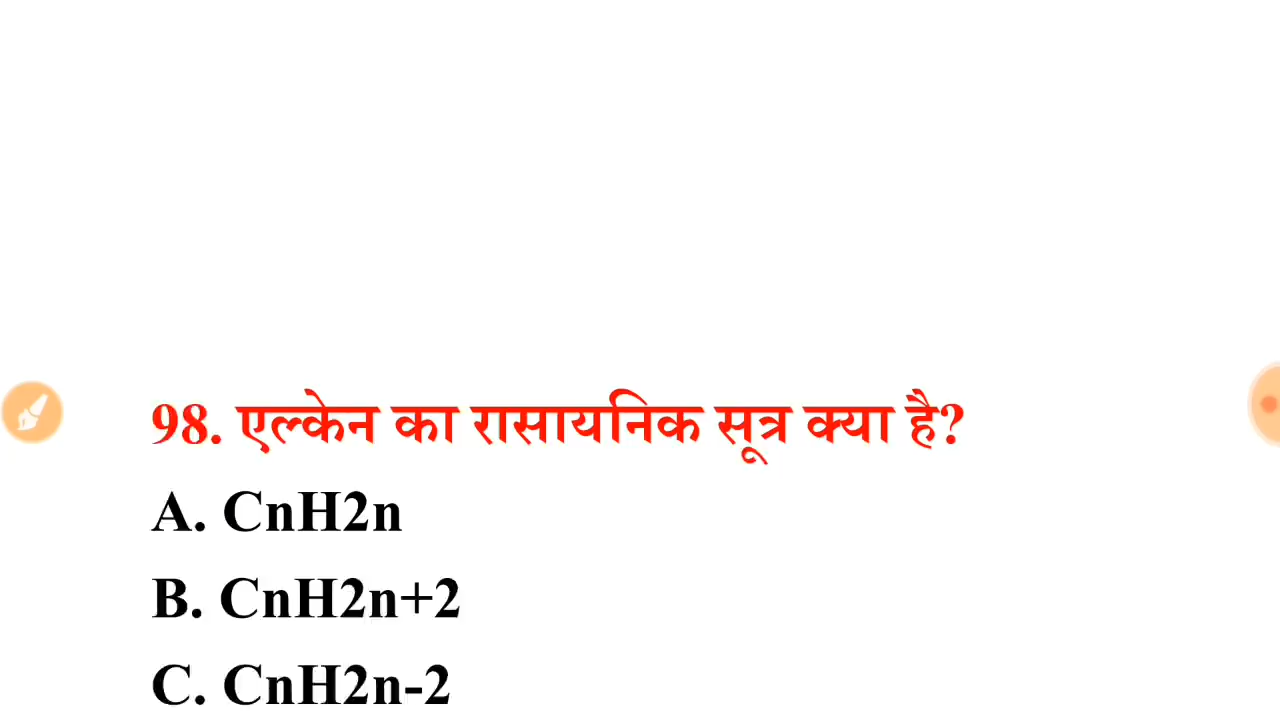 98. एल्केन का रासायनिक सूत्र क्या है?
A. CnH2n
B. CnH2n+2
C. CnH2n-2